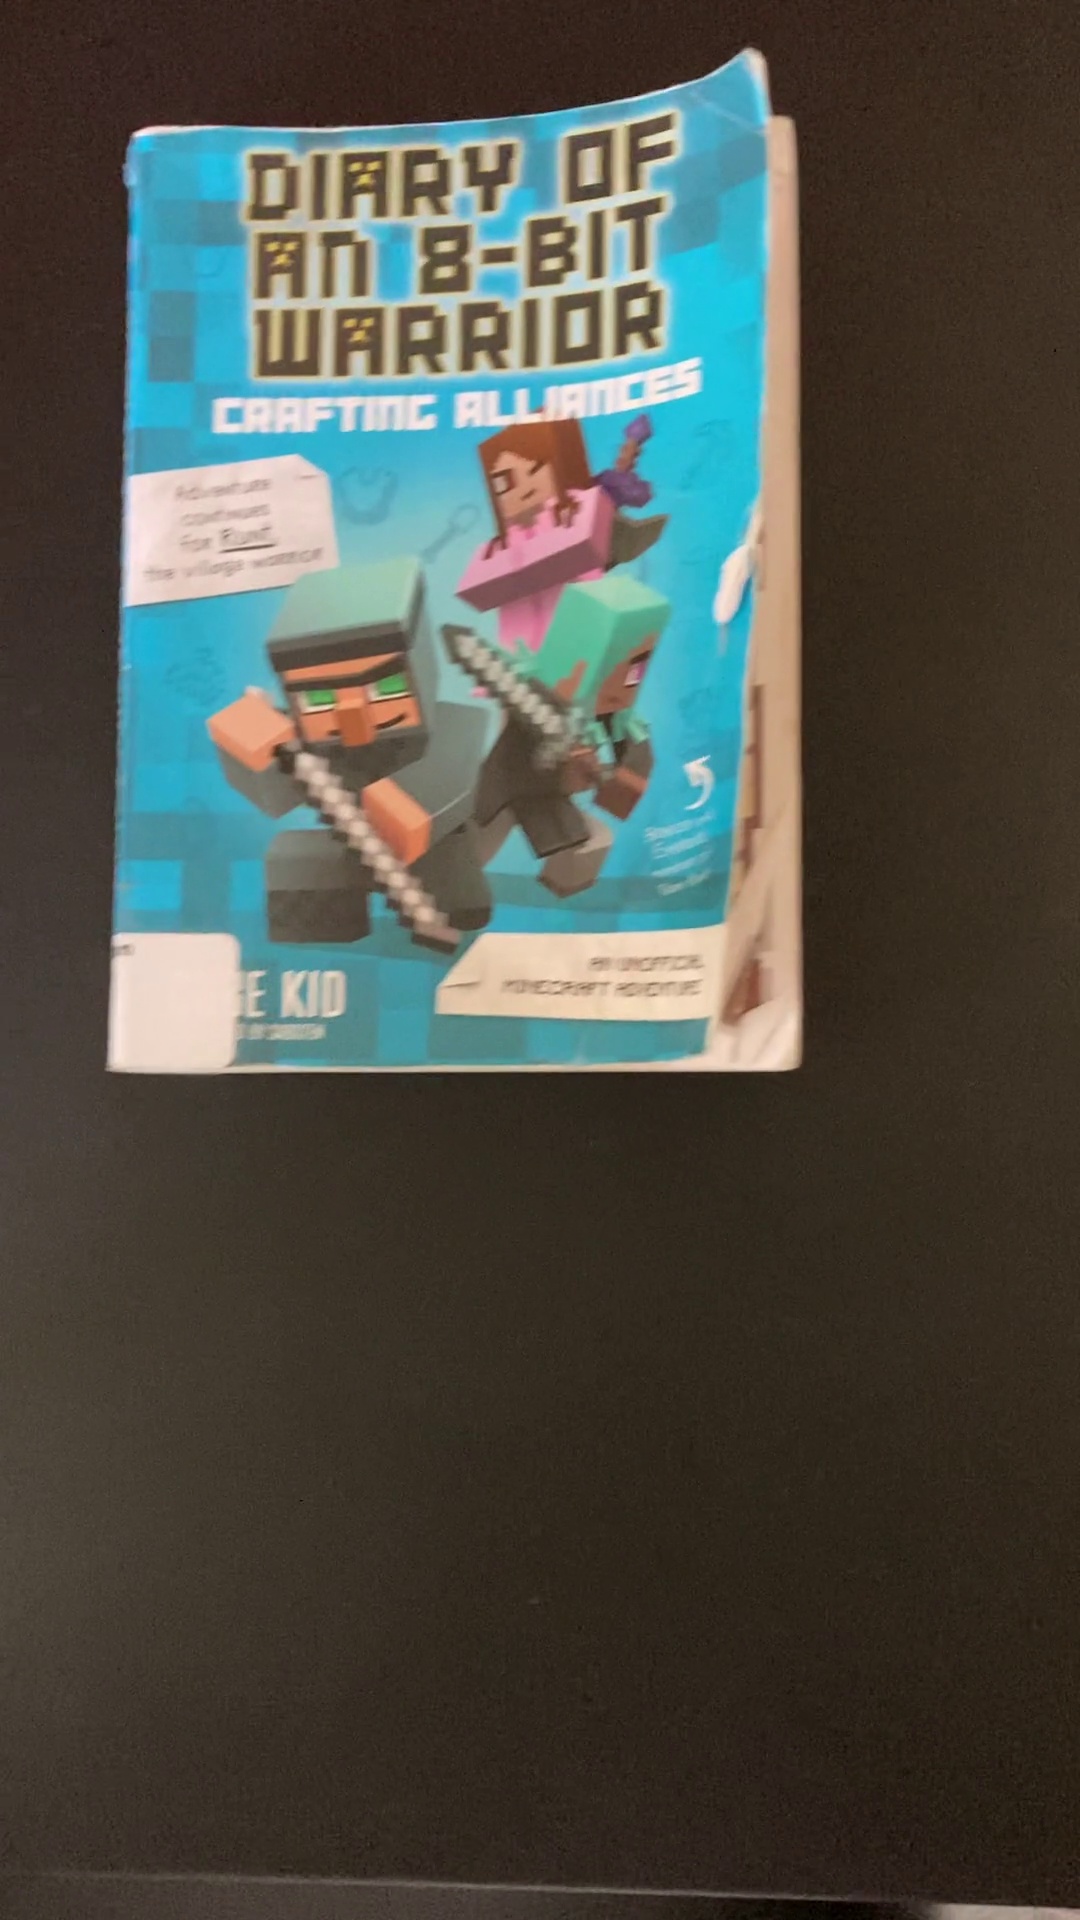 DIARY OF
AN 8-BIT
WARRIOR
CRAFTING ALLIANCES
Adventure
continues
for Runt,
the village warrior
AN UNOFFICIAL
MINECRAFT ADVENTURE
KID